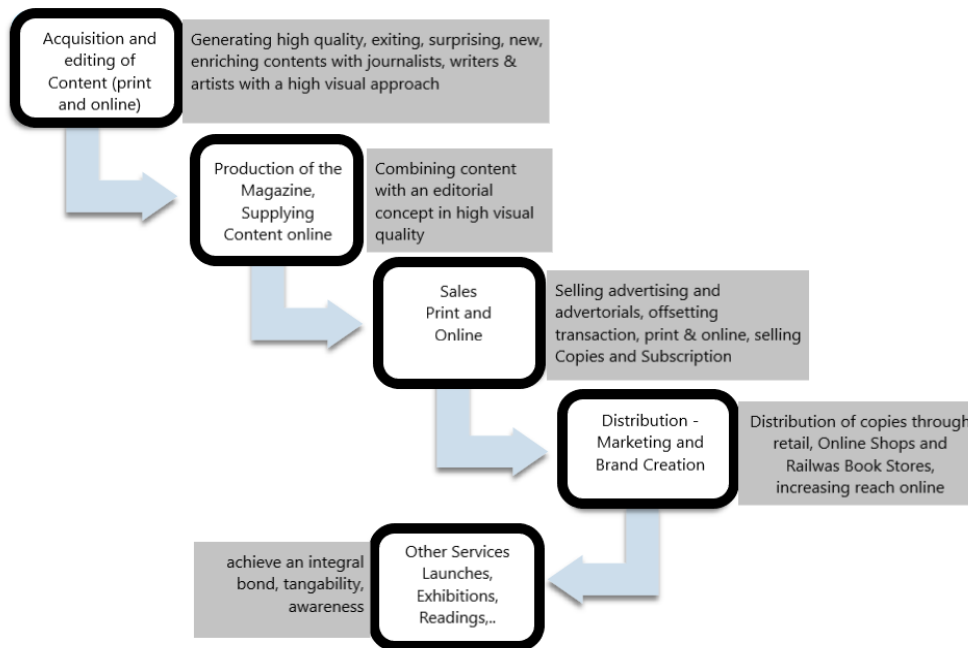 Acquisition and
editing of
Content (print
and online)
Generating high quality, exiting, surprising, new,
enriching contents with journalists, writers &
artists with a high visual approach
Production of the
Magazine,
Supplying
Content online
Combining content
with an editorial
concept in high visual
quality
Sales
Print and
Online
Selling advertising and
advertorials, offsetting
transaction, print & online, selling
Copies and Subscription
Distribution -
Marketing and
Brand Creation
Distribution of copies through
retail, Online Shops and
Railwas Book Stores,
increasing reach online
achieve an integral
bond, tangability,
awareness
Other Services
Launches,
Exhibitions,
Readings,..